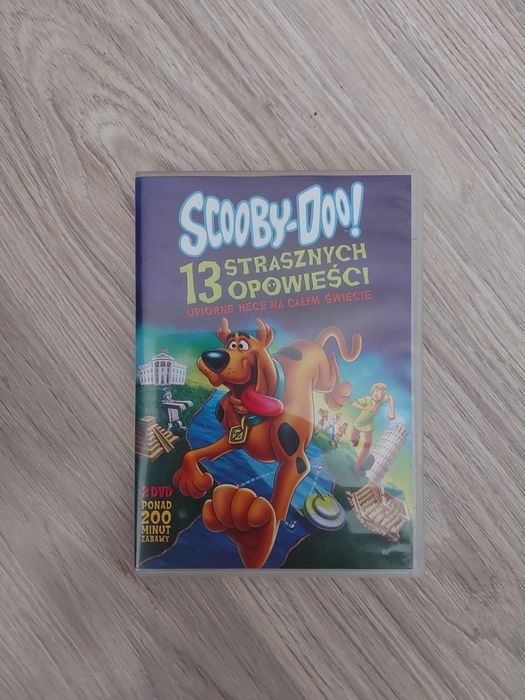 SCOOBY-DOO!
13 STRASZNYCH
OPOWIEŚCI
UPIORNE HECE NA CAŁYM ŚWIECIE
2 DVD
PONAD
200
MINUT
ZABAWY